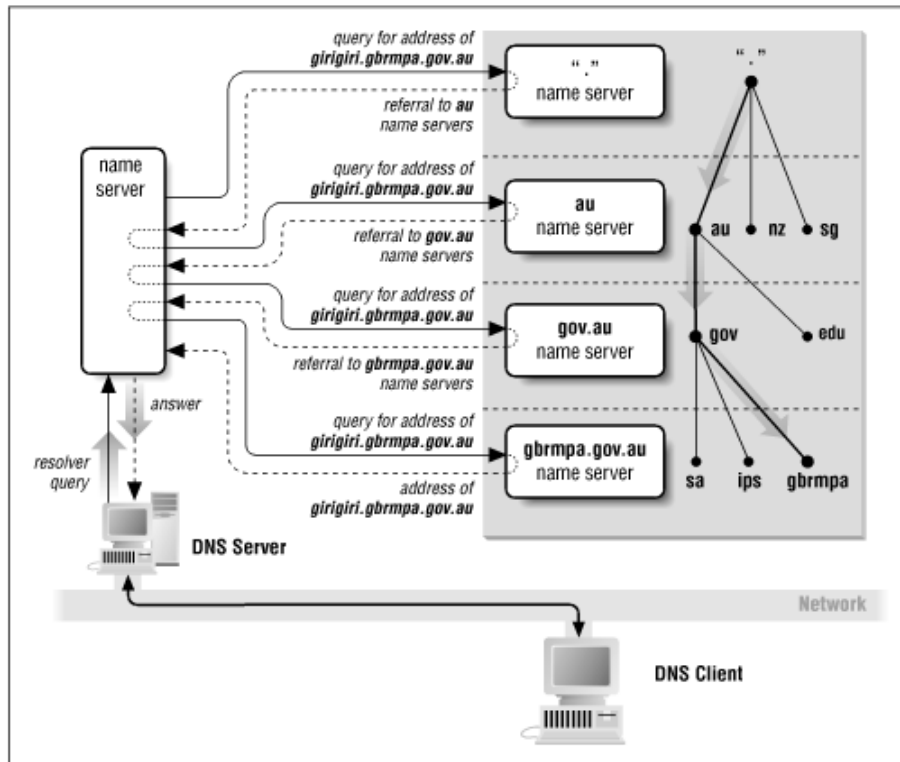 query for address of
girigiri.gbrmpa.gov.au
“ . ”
name server
“ . ”
referral to au
name servers
name
server
query for address of
girigiri.gbrmpa.gov.au
au
name server
au
nz
sg
referral to gov.au
name servers
query for address of
girigiri.gbrmpa.gov.au
gov.au
name server
gov
edu
referral to gbrmpa.gov.au
name servers
answer
resolver
query
query for address of
girigiri.gbrmpa.gov.au
gbrmpa.gov.au
name server
sa
ips
gbrmpa
address of
girigiri.gbrmpa.gov.au
DNS Server
Network
DNS Client